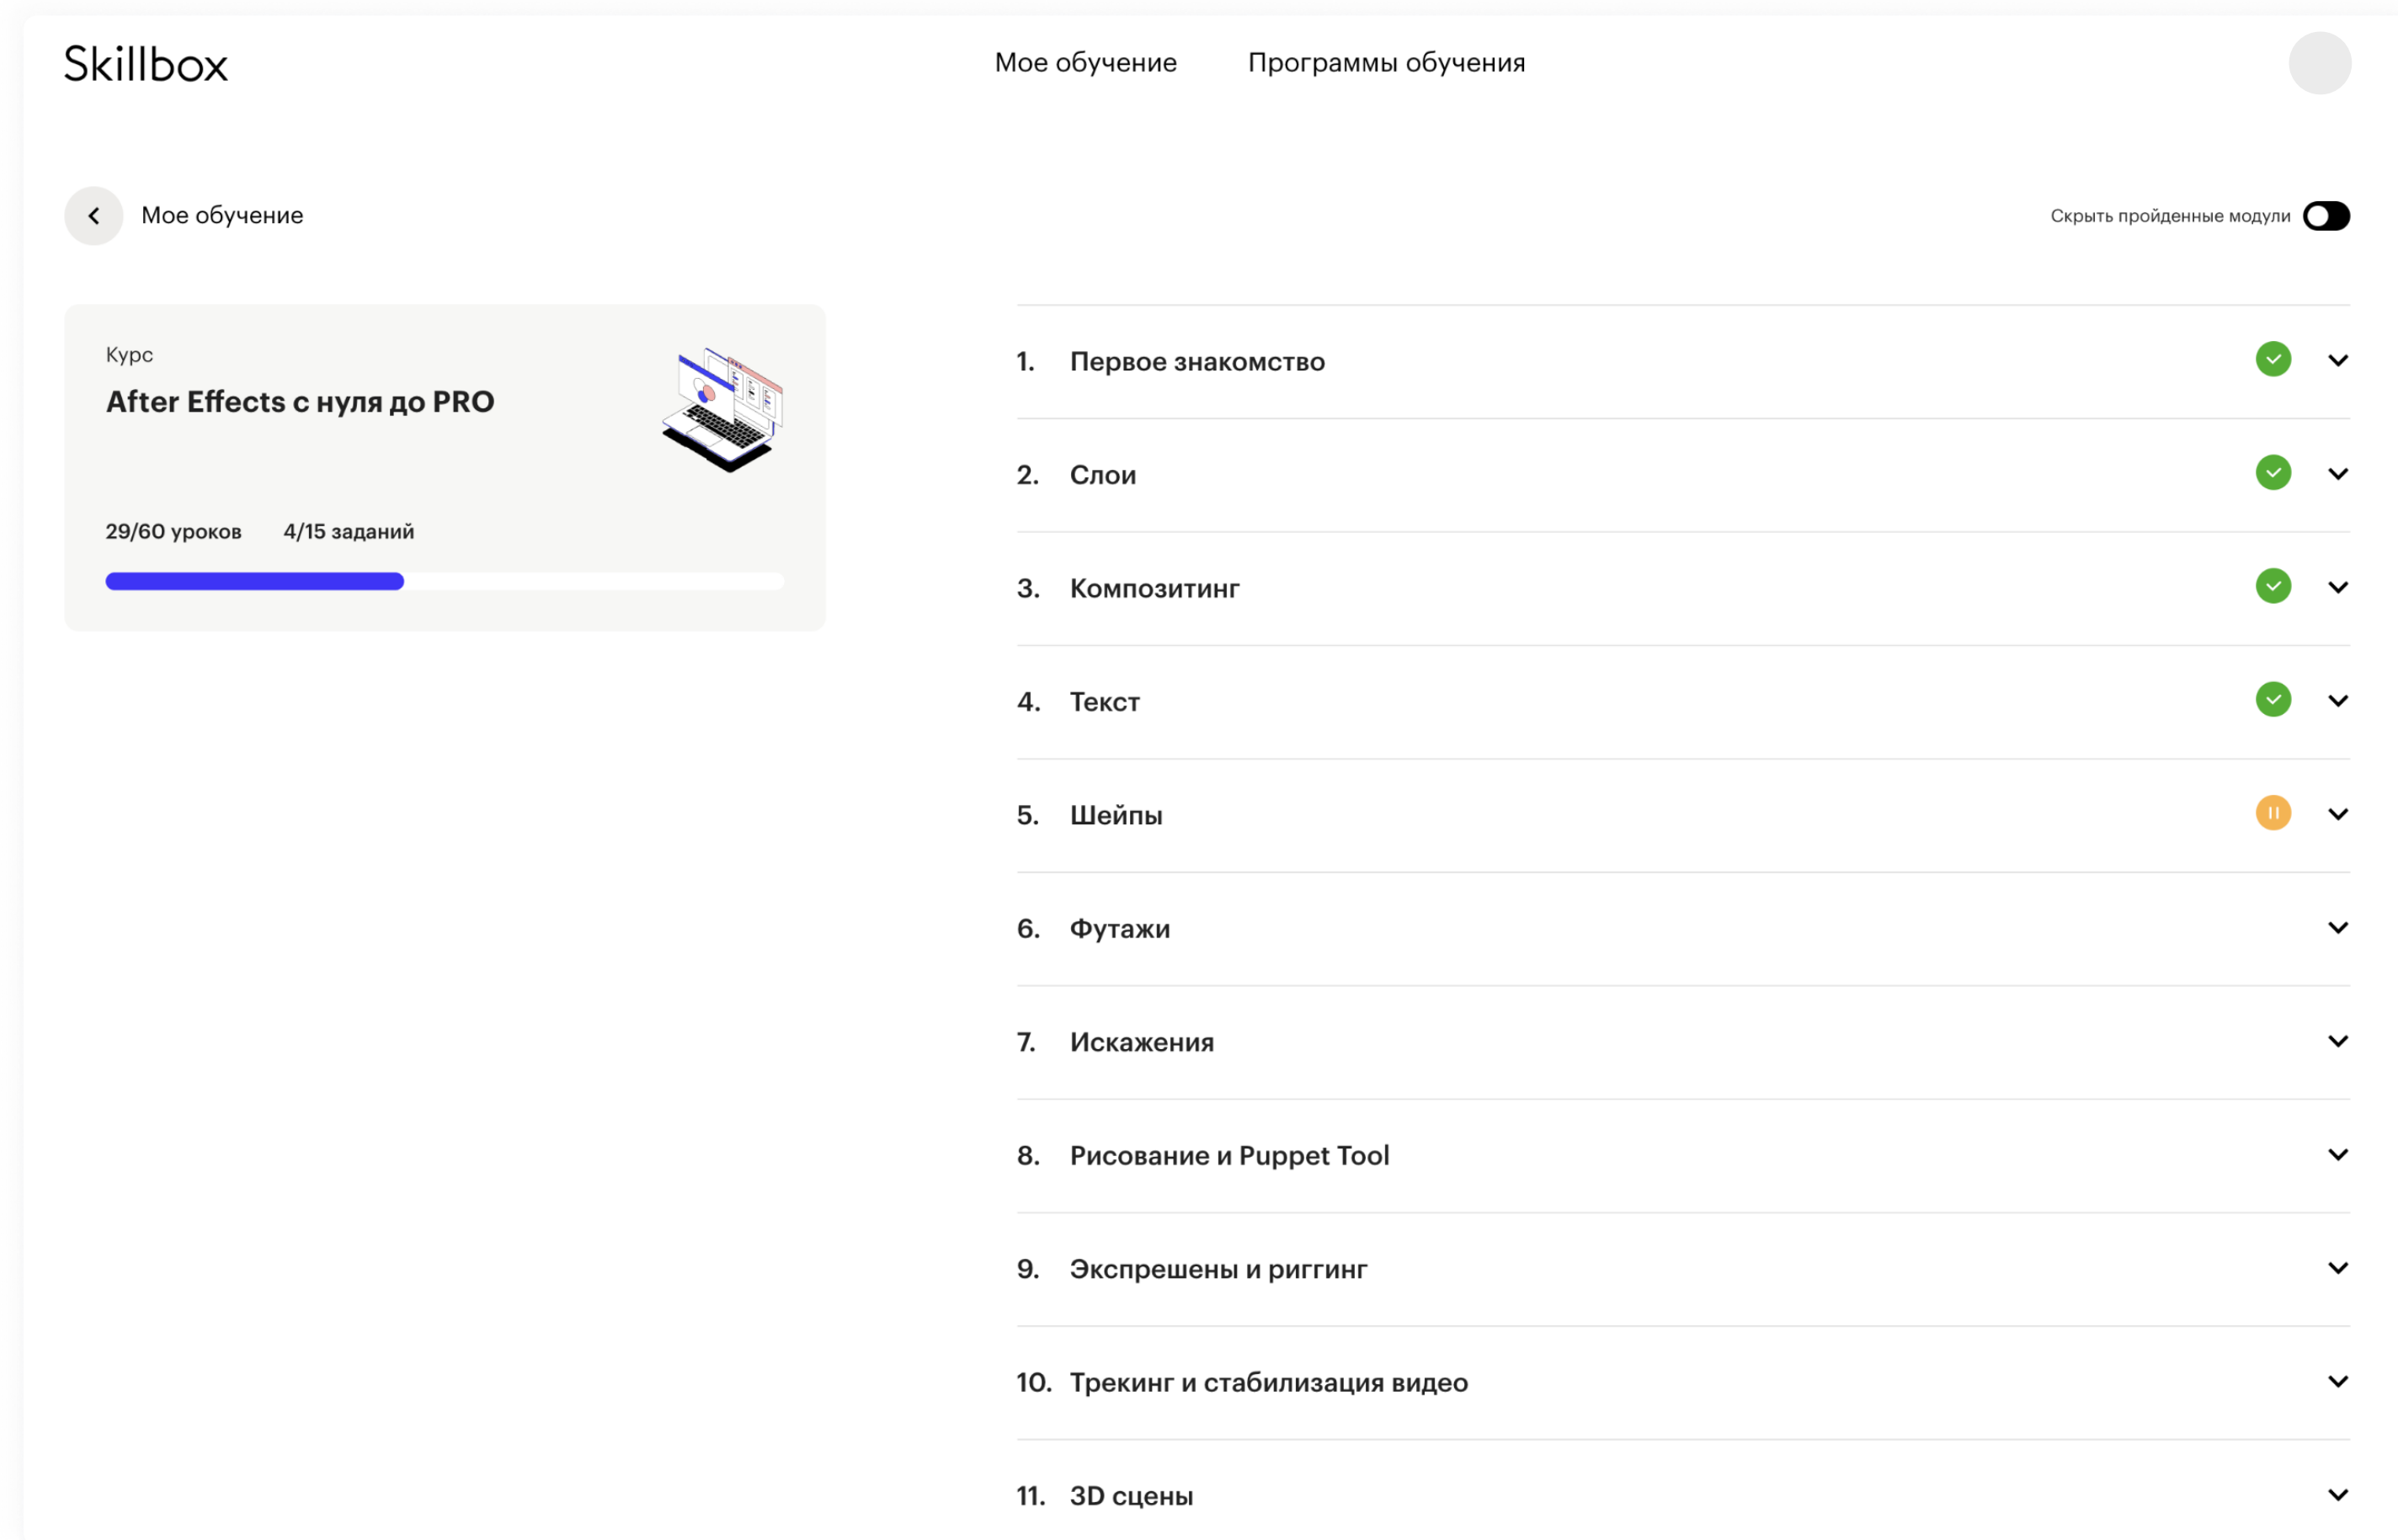 Skillbox
Мое обучение
Программы обучения
Мое обучение
Скрыть пройденные модули
Курс
After Effects с нуля до PRO
29/60 уроков
4/15 заданий
1. Первое знакомство
2. Слои
3. Композитинг
4. Текст
5. Шейпы
6. Футажи
7. Искажения
8. Рисование и Puppet Tool
9. Экспрешены и риггинг
10. Трекинг и стабилизация видео
11. 3D сцены